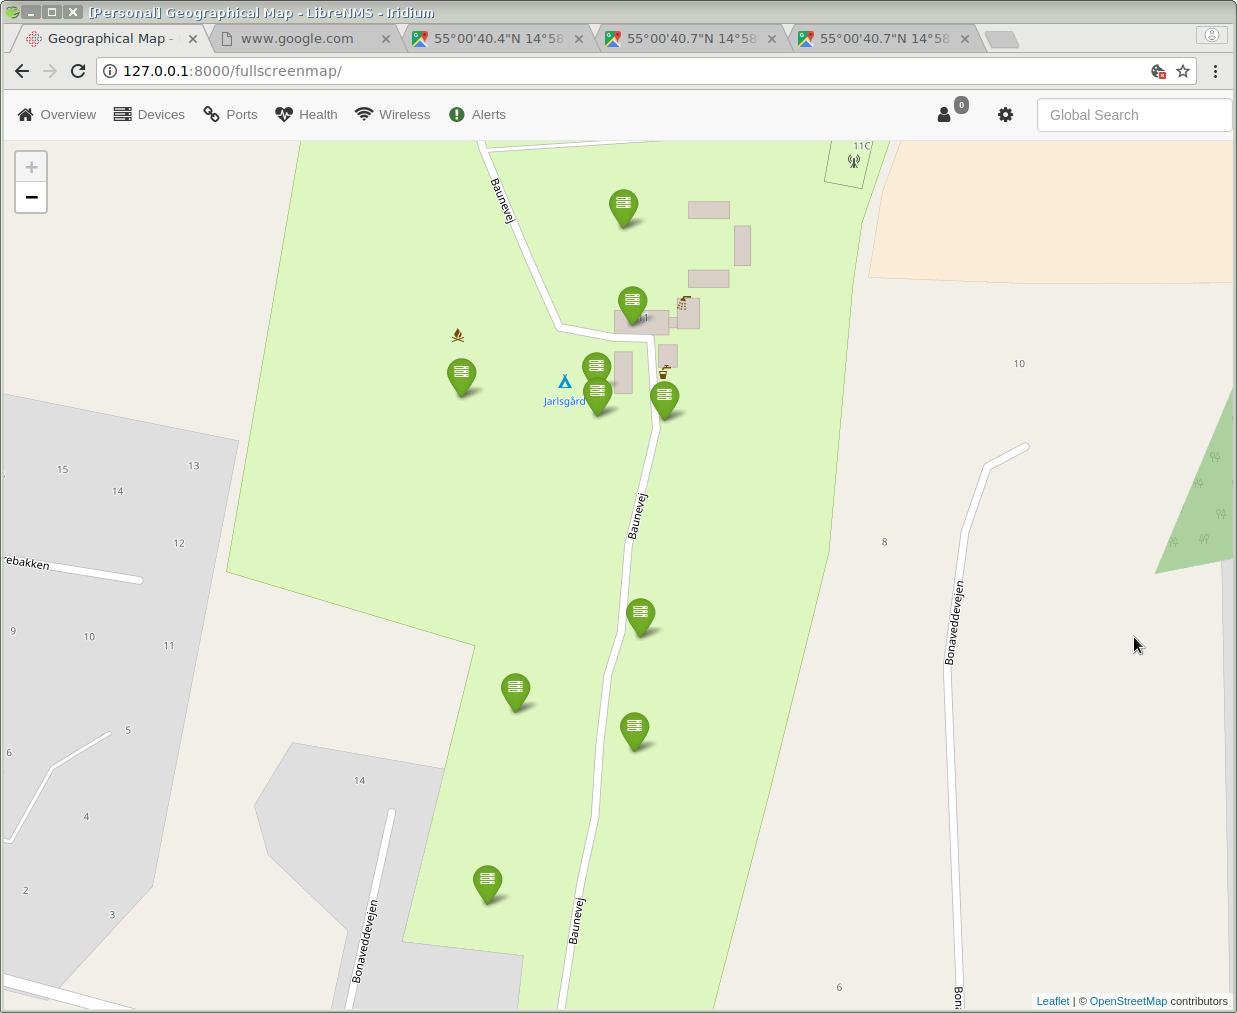 [Personal] Geographical Map - LibreNMS - Iridium
Geographical Map -
www.google.com
55°00'40.4"N 14°58
55°00'40.7"N 14°58
55°00'40.7"N 14°58
127.0.0.1:8000/fullscreenmap/
Overview
Devices
Ports
Health
Wireless
Alerts
0
Global Search
+
−
11C
Baunevej
Jarlsgård
10
15
14
13
12
rebakken
Baunevej
8
9
10
11
Bonaveddevejen
5
6
14
4
2
3
Bonaveddevejen
Baunevej
6
Bon
Leaflet | © OpenStreetMap contributors